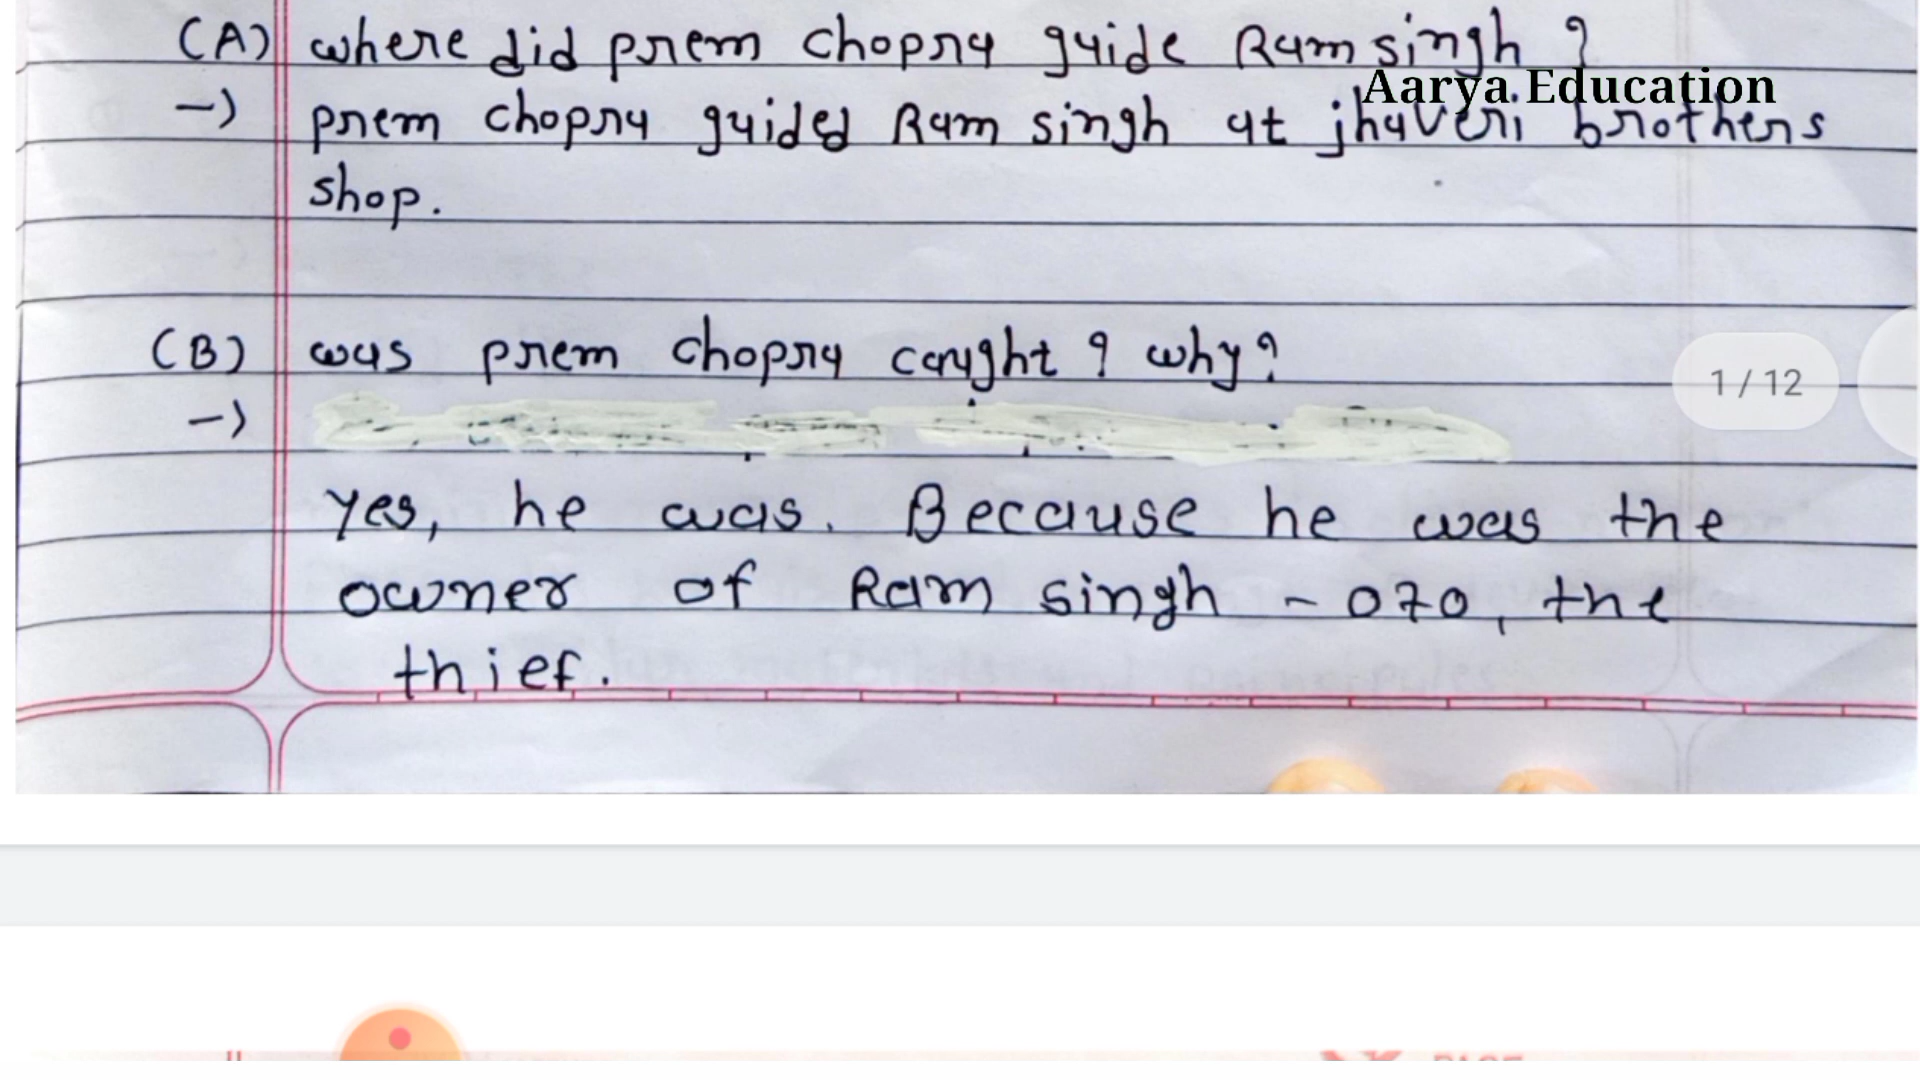 (A) where did prem chopra guide Ram singh ?
Aarya Education
-> prem chopra guided Ram singh at jhaveri brothers
shop.
(B) was prem chopra caught ? why?
1 / 12
->
Yes, he was. Because he was the
owner of Ram singh - 070, the
thief.